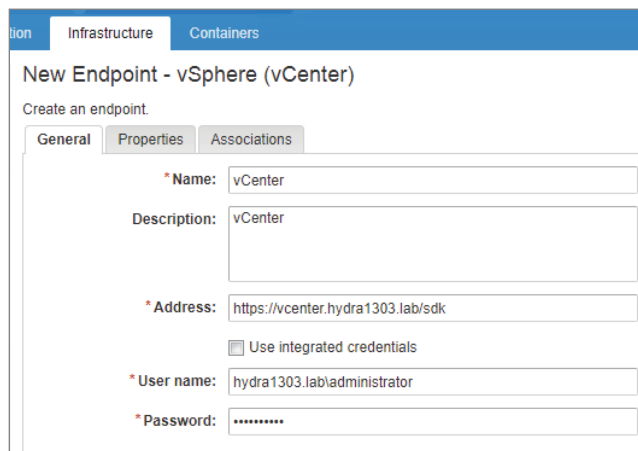 tion Infrastructure Containers
New Endpoint - vSphere (vCenter)
Create an endpoint.
General Properties Associations
*Name: vCenter
Description: vCenter
*Address: https://vcenter.hydra1303.lab/sdk
Use integrated credentials
*User name: hydra1303.lab\administrator
*Password: ••••••••••